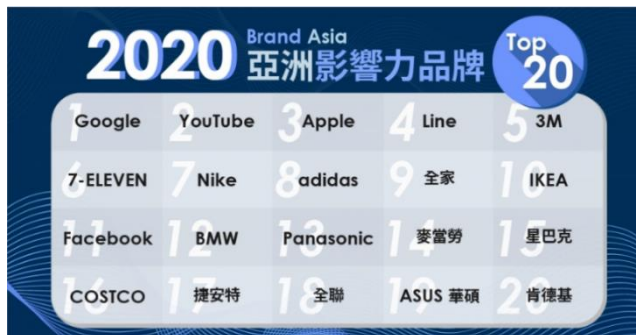 2020 Brand Asia
亞洲影響力品牌
Top
20
1 Google 2 YouTube 3 Apple 4 Line 5 3M
6 7-ELEVEN 7 Nike 8 adidas 9 全家 10 IKEA
11 Facebook 12 BMW 13 Panasonic 14 麥當勞 15 星巴克
16 COSTCO 17 捷安特 18 全聯 19 ASUS 華碩 20 肯德基